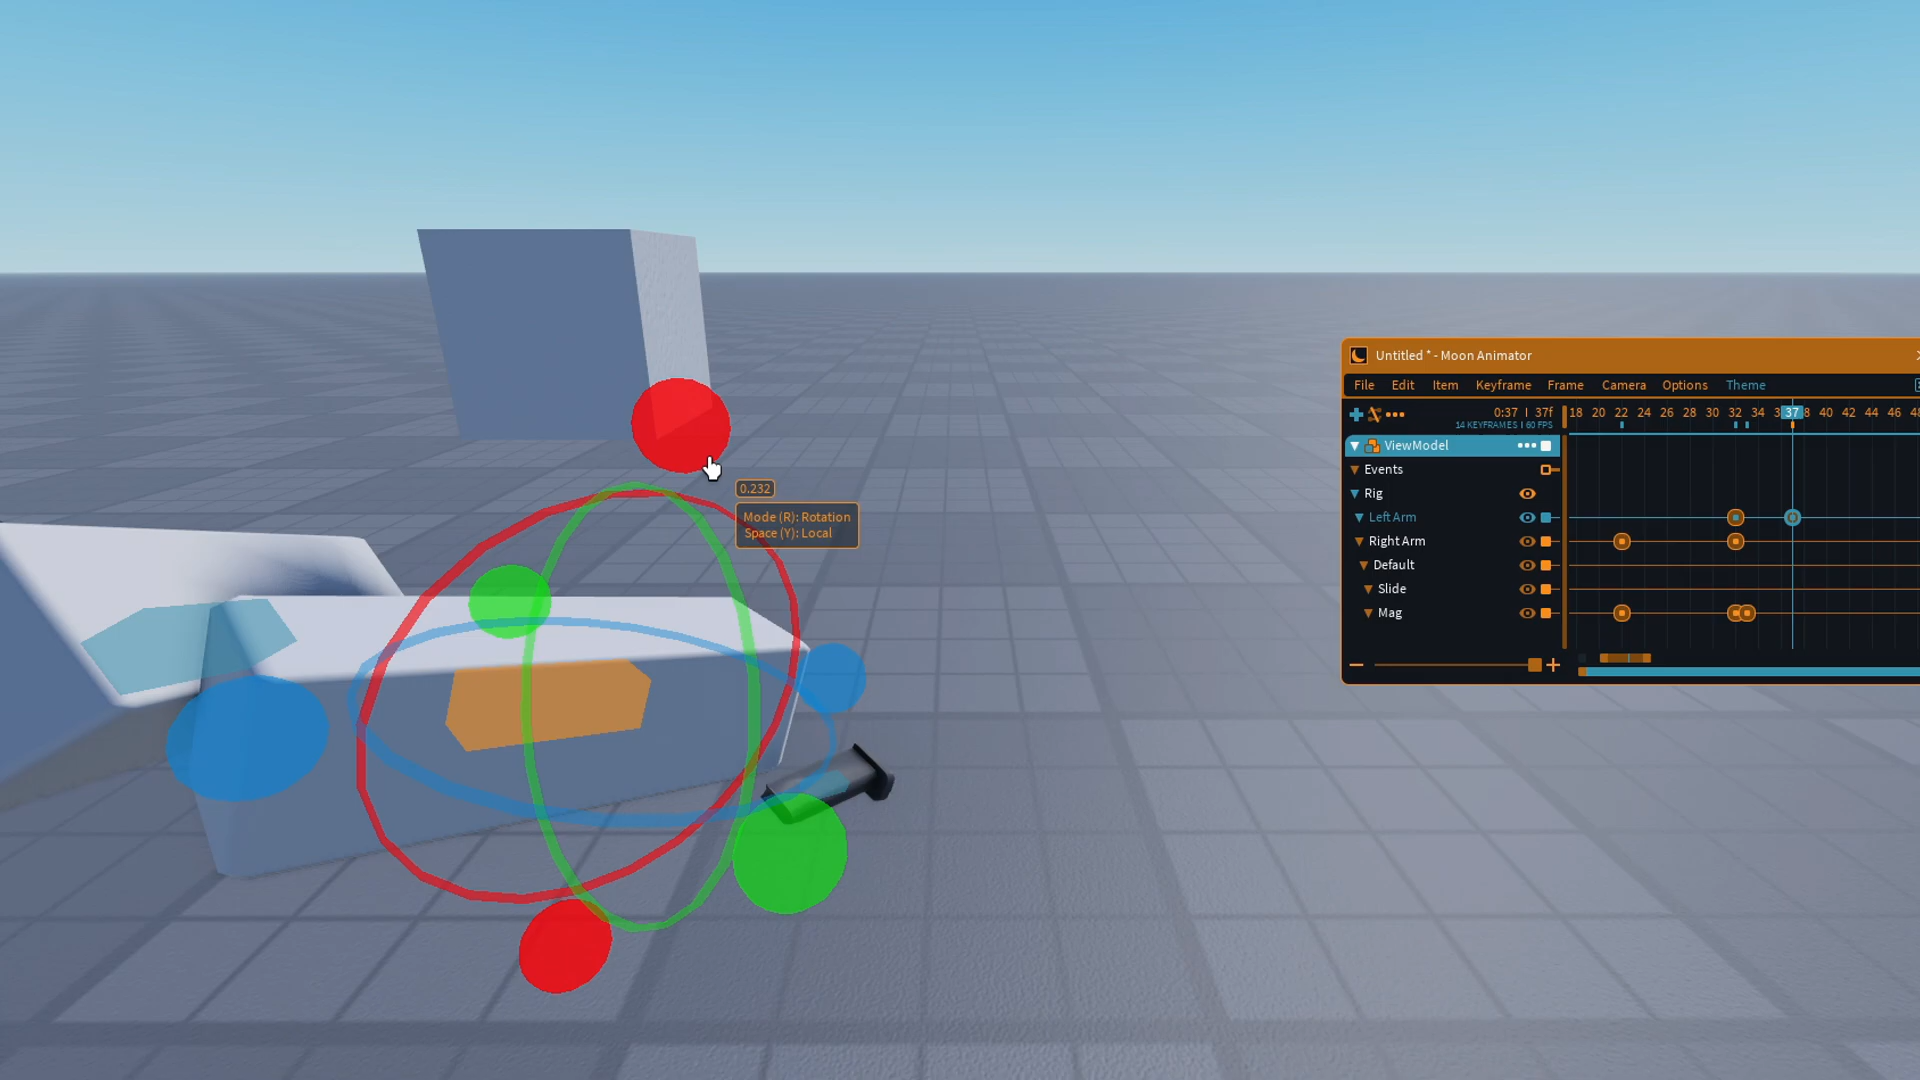 Untitled * - Moon Animator
File Edit Item Keyframe Frame Camera Options Theme
0:37 | 37f
14 KEYFRAMES | 60 FPS
18 20 22 24 26 28 30 32 34 37 38 40 42 44 46
ViewModel
Events
Rig
Left Arm
Right Arm
Default
Slide
Mag
0.232
Mode (R): Rotation
Space (Y): Local